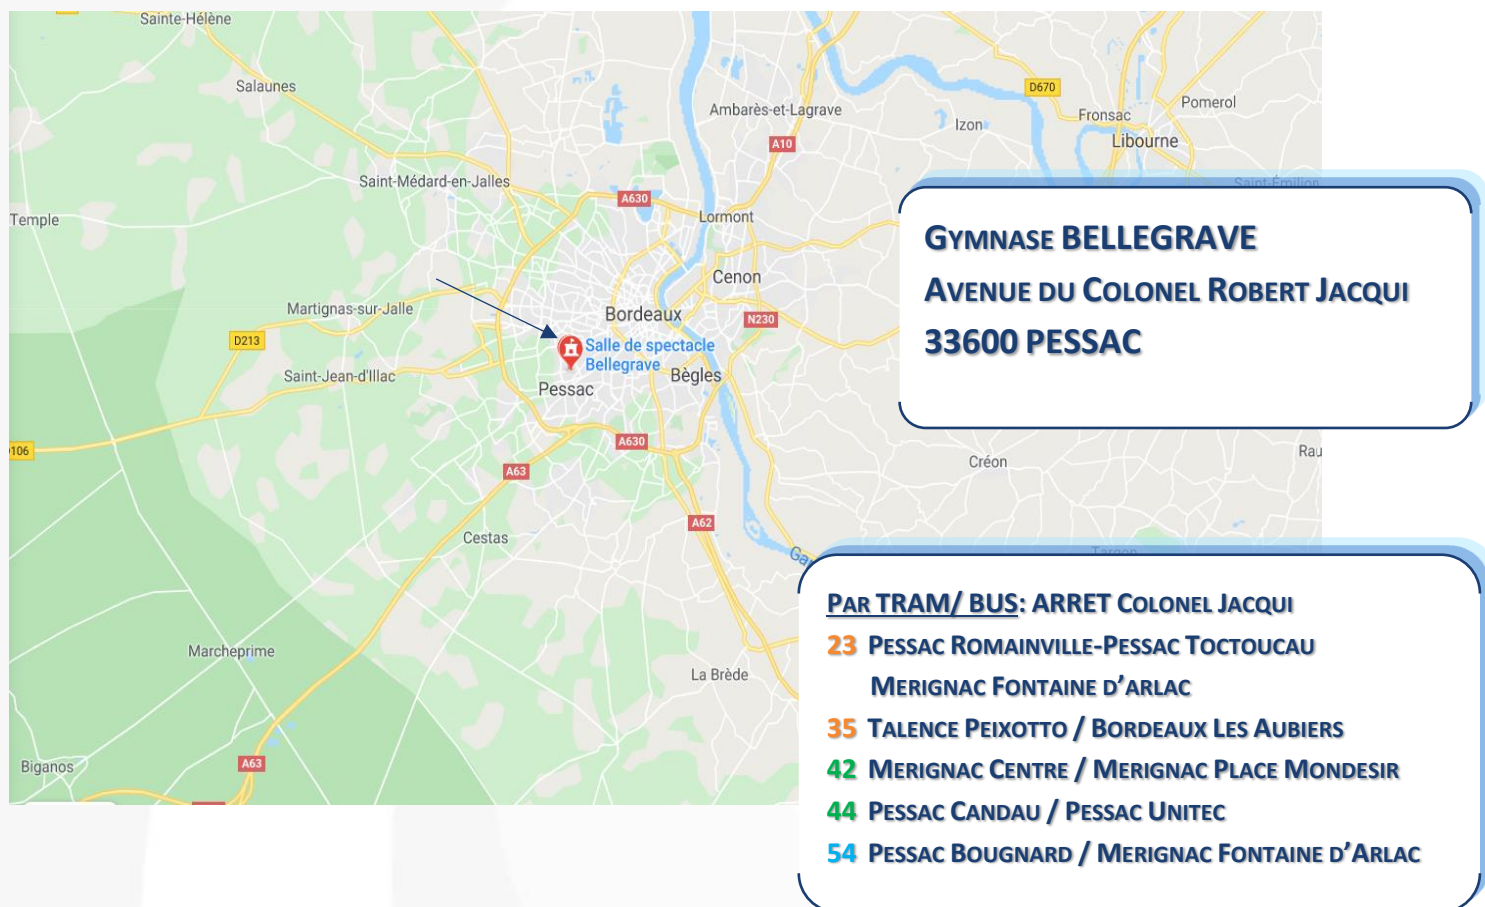 Sainte-Hélène
Salaunes
D670
Pomerol
Ambarès-et-Lagrave
Fronsac
Izon
Libourne
A10
Saint-Médard-en-Jalles
Saint-Émilion
A630
Temple
Lormont
Cenon
Martignas-sur-Jalle
Bordeaux
N230
D213
Salle de spectacle
Bellegrave
Saint-Jean-d'Illac
Bègles
Pessac
A630
106
Rau
A63
Créon
A62
Cestas
Gar
Targon
Marcheprime
La Brède
Biganos
A63
GYMNASE BELLEGRAVE
AVENUE DU COLONEL ROBERT JACQUI
33600 PESSAC
PAR TRAM/ BUS: ARRET COLONEL JACQUI
23 PESSAC ROMAINVILLE-PESSAC TOCTOUCAU
MERIGNAC FONTAINE D'ARLAC
35 TALENCE PEIXOTTO / BORDEAUX LES AUBIERS
42 MERIGNAC CENTRE / MERIGNAC PLACE MONDESIR
44 PESSAC CANDAU / PESSAC UNITEC
54 PESSAC BOUGNARD / MERIGNAC FONTAINE D'ARLAC